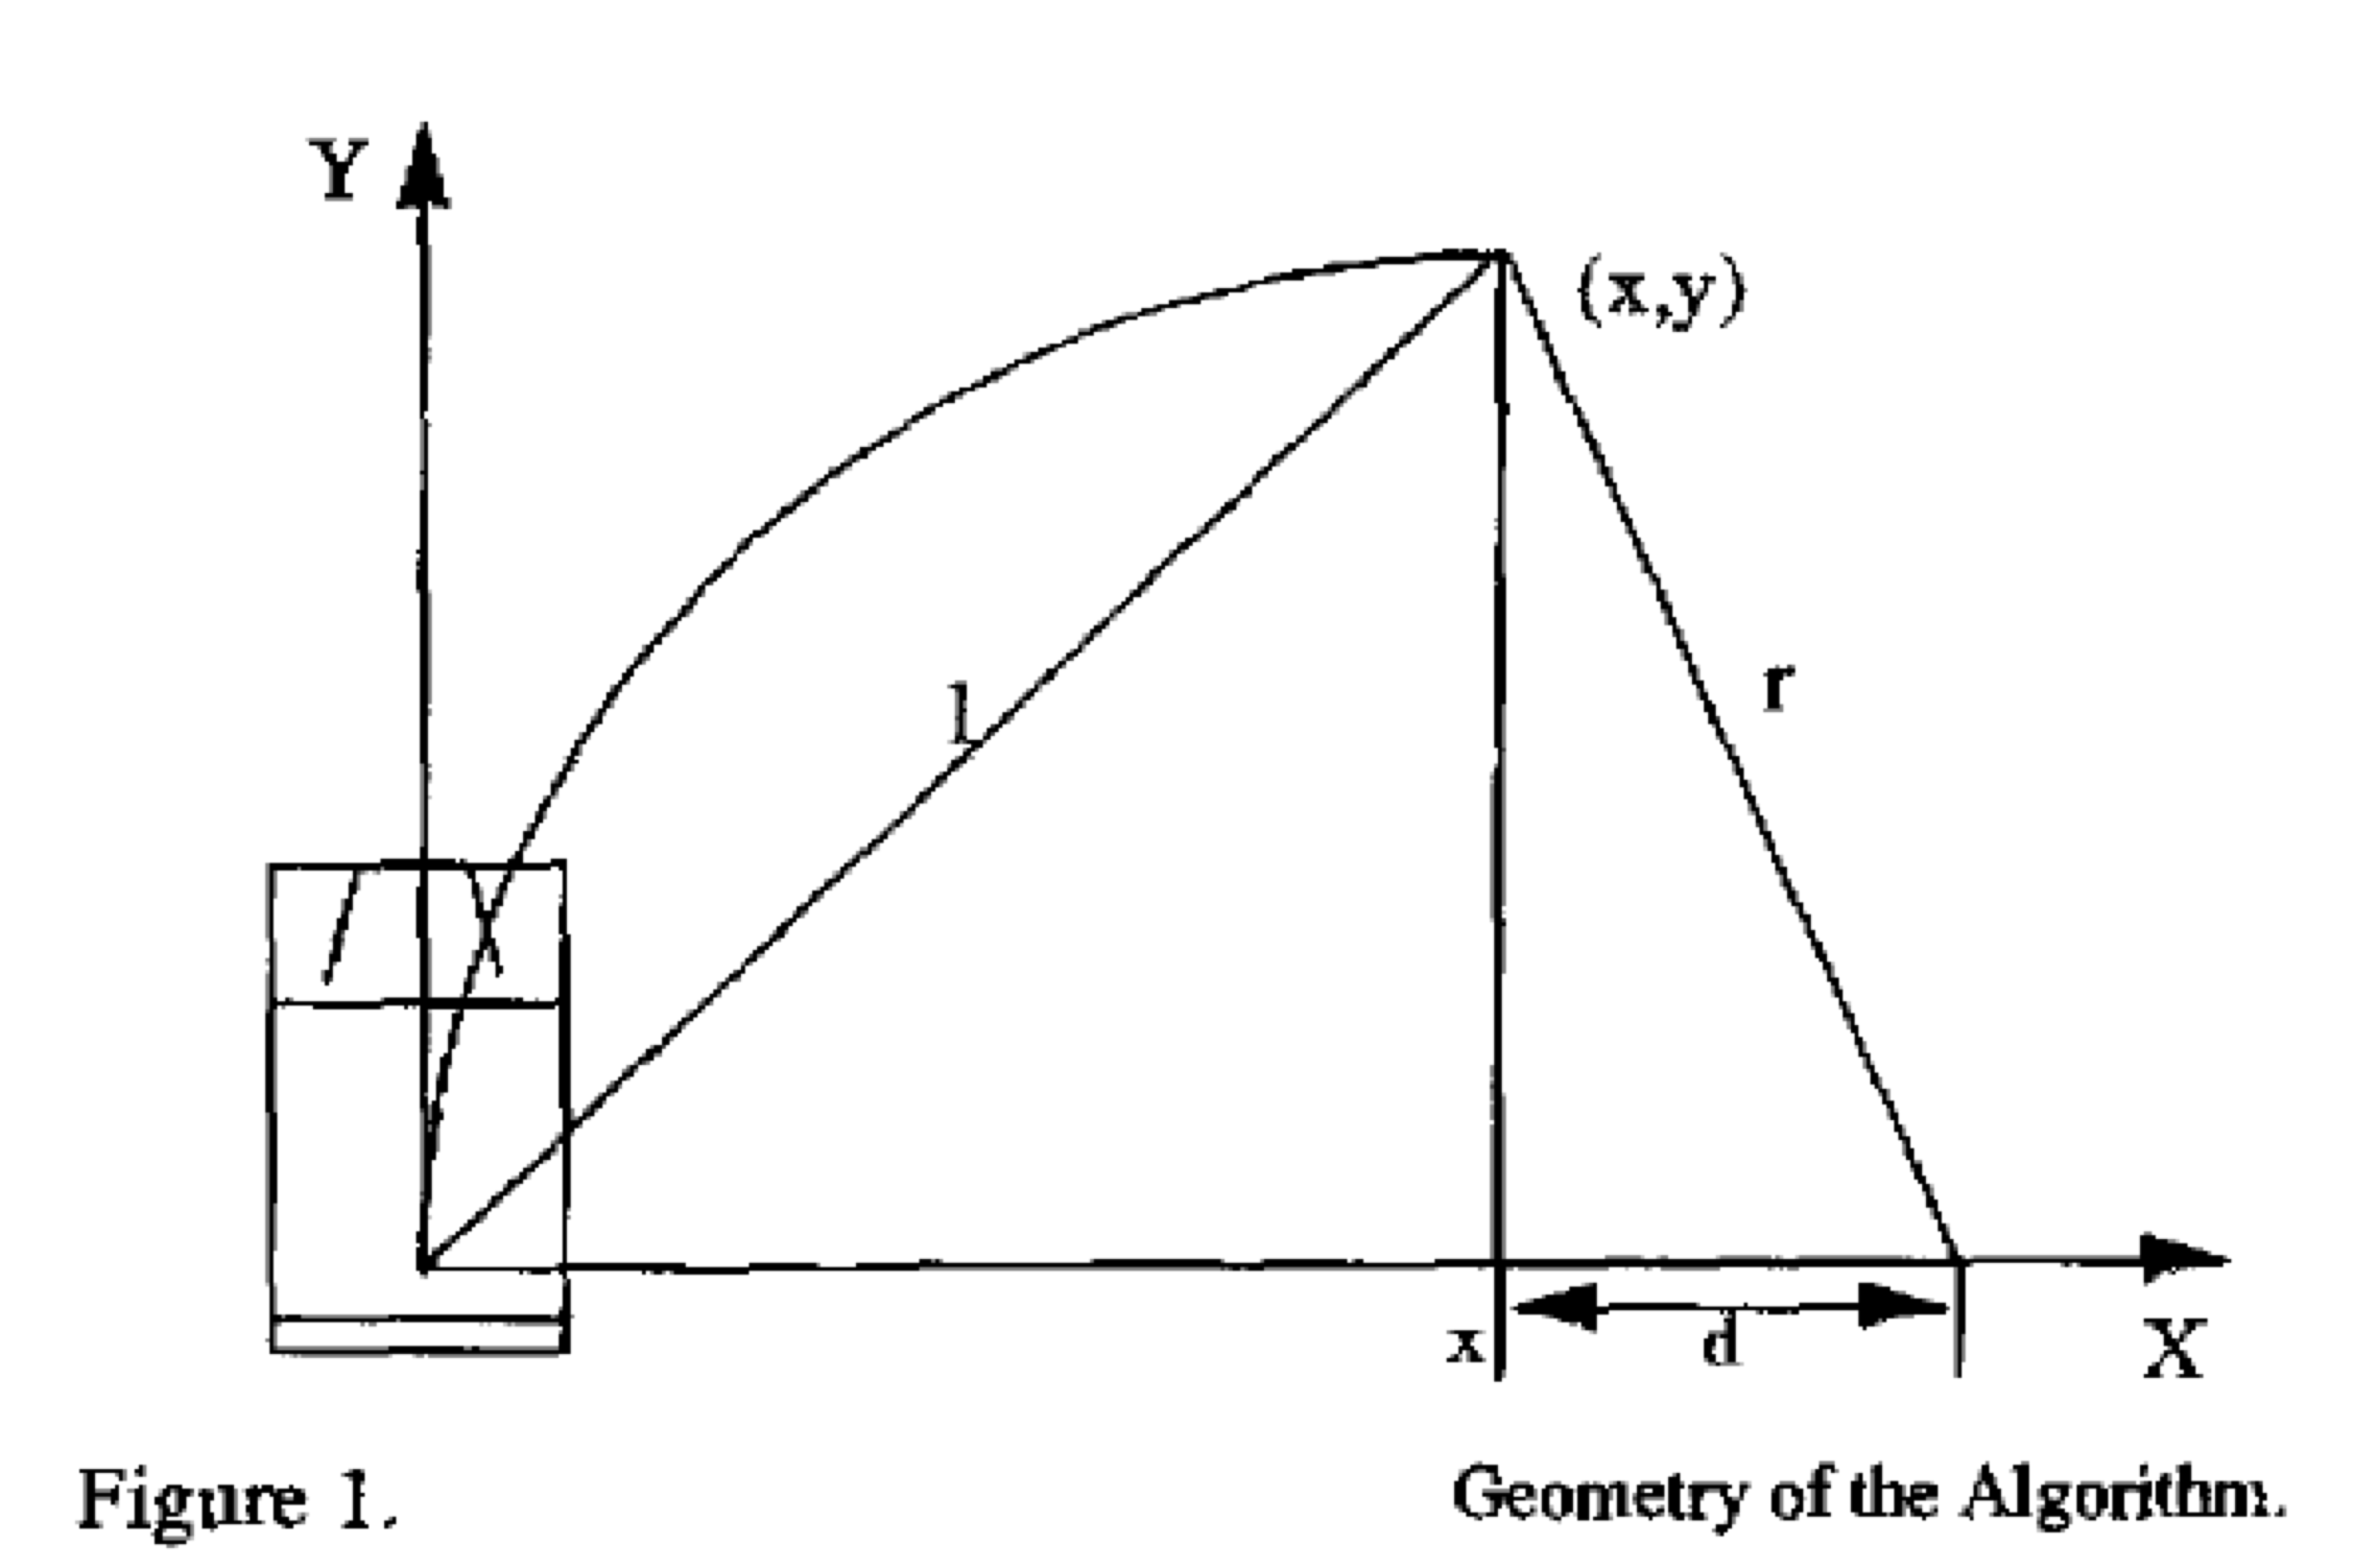 Y
(x,y)
l
r
x
d
X
Figure 1.
Geometry of the Algorithm.